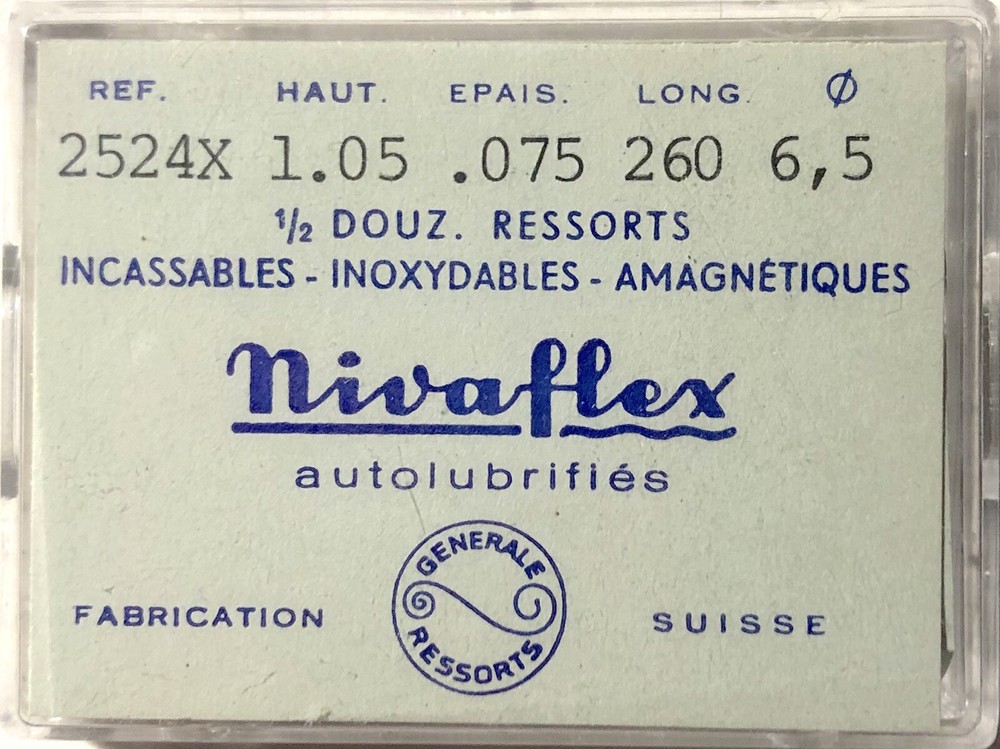 REF. HAUT. EPAIS. LONG. Ø
2524X 1.05 .075 260 6,5
½ DOUZ. RESSORTS
INCASSABLES - INOXYDABLES - AMAGNÉTIQUES
Nivaflex
autolubrifiés
GENERALE
RESSORTS
FABRICATION SUISSE